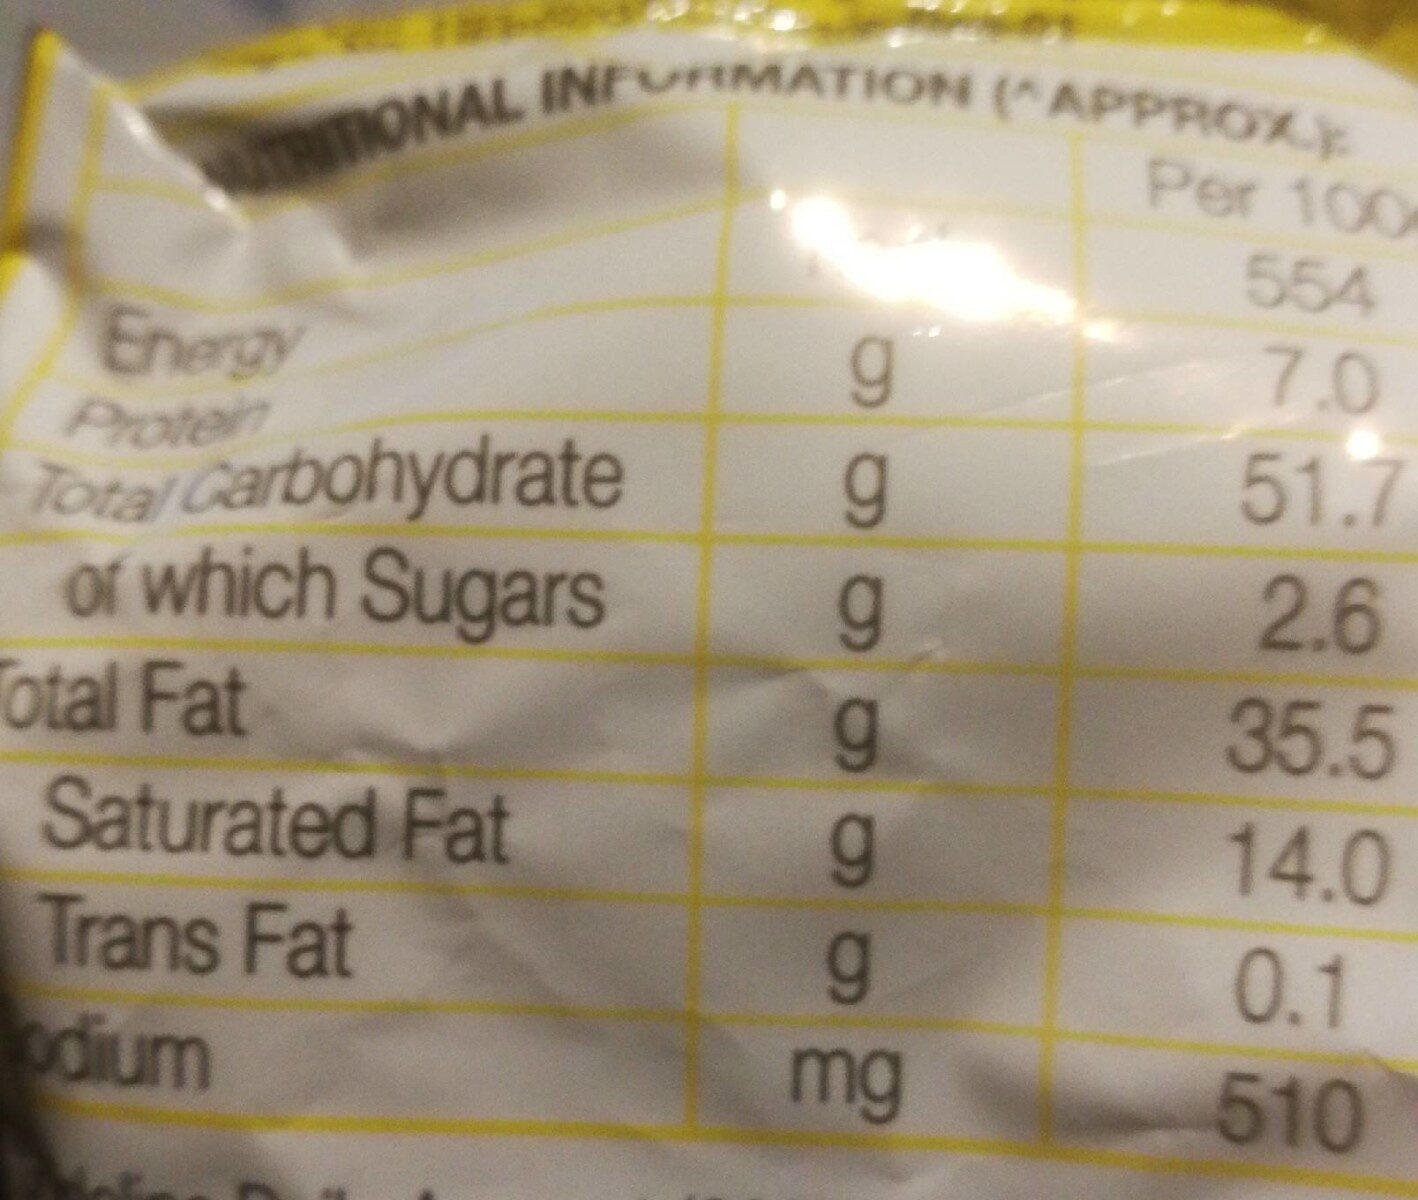 NUTRITIONAL INFORMATION (^APPROX.):
Per 100
Energy 554
Protein g 7.0
Total Carbohydrate g 51.7
of which Sugars g 2.6
Total Fat g 35.5
Saturated Fat g 14.0
Trans Fat g 0.1
odium mg 510